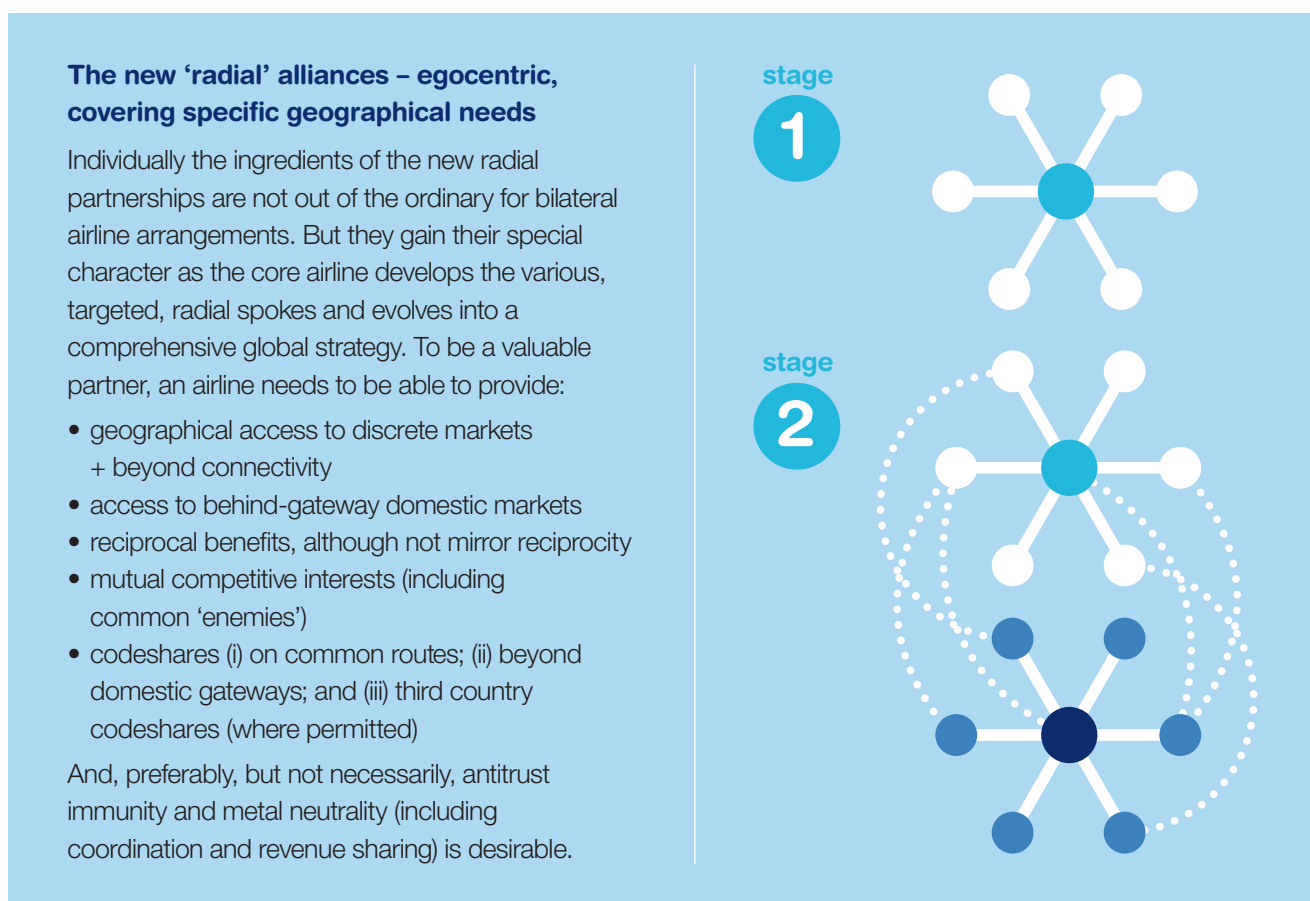 The new ‘radial’ alliances – egocentric,
covering specific geographical needs
Individually the ingredients of the new radial
partnerships are not out of the ordinary for bilateral
airline arrangements. But they gain their special
character as the core airline develops the various,
targeted, radial spokes and evolves into a
comprehensive global strategy. To be a valuable
partner, an airline needs to be able to provide:
• geographical access to discrete markets
+ beyond connectivity
• access to behind-gateway domestic markets
• reciprocal benefits, although not mirror reciprocity
• mutual competitive interests (including
common ‘enemies’)
• codeshares (i) on common routes; (ii) beyond
domestic gateways; and (iii) third country
codeshares (where permitted)
And, preferably, but not necessarily, antitrust
immunity and metal neutrality (including
coordination and revenue sharing) is desirable.
stage
1
stage
2